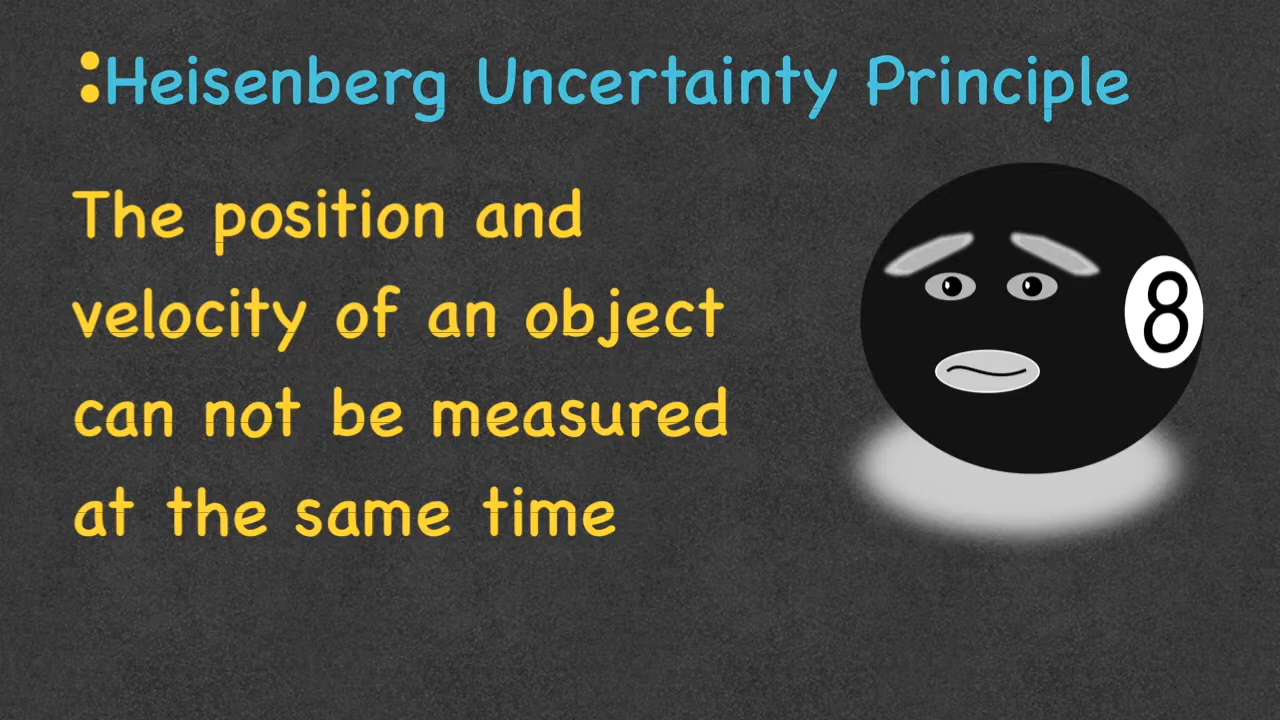 :Heisenberg Uncertainty Principle
The position and
velocity of an object
can not be measured
at the same time
8